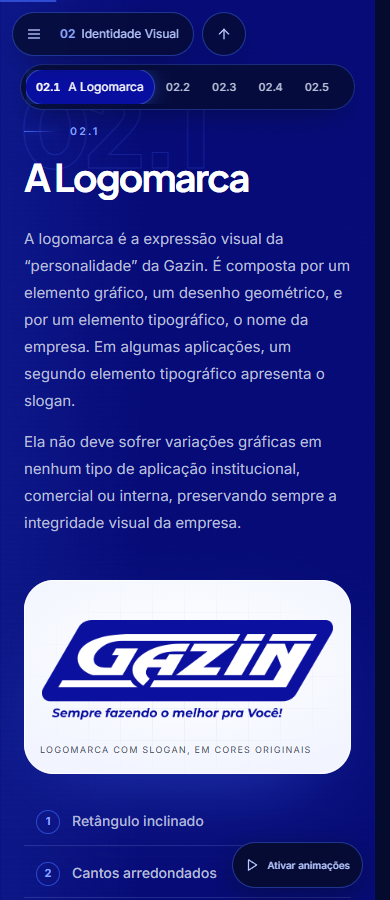 02 Identidade Visual
02.1 A Logomarca 02.2 02.3 02.4 02.5
02.1
02.1
A Logomarca
A logomarca é a expressão visual da
“personalidade” da Gazin. É composta por um
elemento gráfico, um desenho geométrico, e
por um elemento tipográfico, o nome da
empresa. Em algumas aplicações, um
segundo elemento tipográfico apresenta o
slogan.
Ela não deve sofrer variações gráficas em
nenhum tipo de aplicação institucional,
comercial ou interna, preservando sempre a
integridade visual da empresa.
GAZIN
Sempre fazendo o melhor pra Você!
LOGOMARCA COM SLOGAN, EM CORES ORIGINAIS
1 Retângulo inclinado
2 Cantos arredondados
Ativar animações